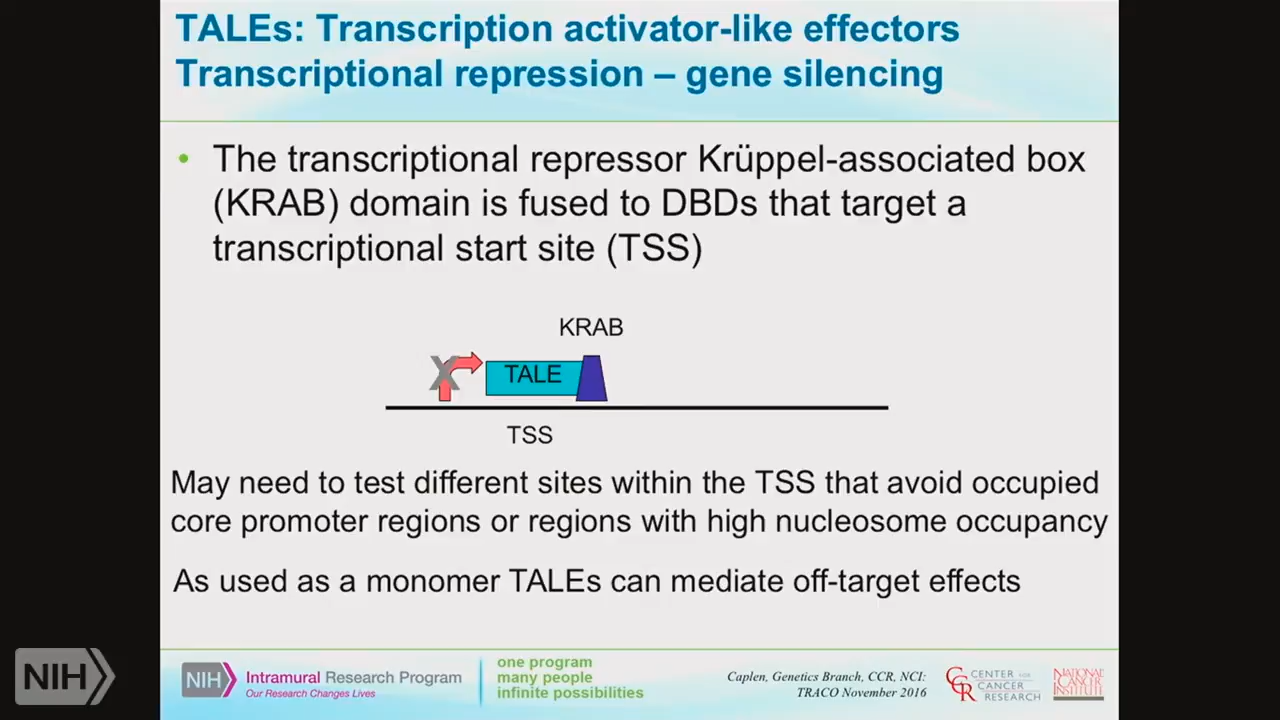 TALEs: Transcription activator-like effectors
Transcriptional repression – gene silencing
• The transcriptional repressor Krüppel-associated box
(KRAB) domain is fused to DBDs that target a
transcriptional start site (TSS)
KRAB
X
TALE
TSS
May need to test different sites within the TSS that avoid occupied
core promoter regions or regions with high nucleosome occupancy
As used as a monomer TALEs can mediate off-target effects
NIH
NIH
Intramural Research Program
Our Research Changes Lives
one program
many people
infinite possibilities
Caplen, Genetics Branch, CCR, NCI:
TRACO November 2016
CCR
CENTER FOR
CANCER
RESEARCH
NATIONAL
CANCER
INSTITUTE